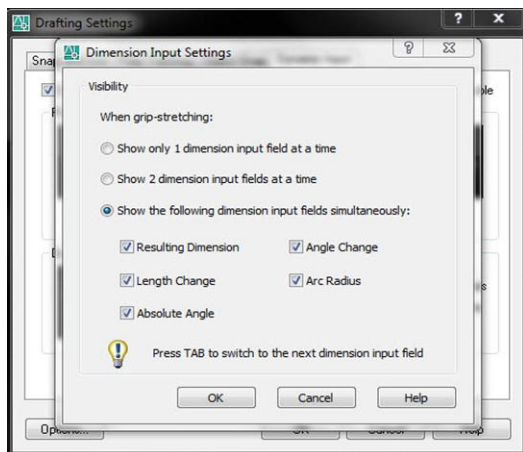 Drafting Settings
Dimension Input Settings
Snap
Visibility
When grip-stretching:
Show only 1 dimension input field at a time
Show 2 dimension input fields at a time
Show the following dimension input fields simultaneously:
Resulting Dimension Angle Change
Length Change Arc Radius
Absolute Angle
Press TAB to switch to the next dimension input field
OK Cancel Help